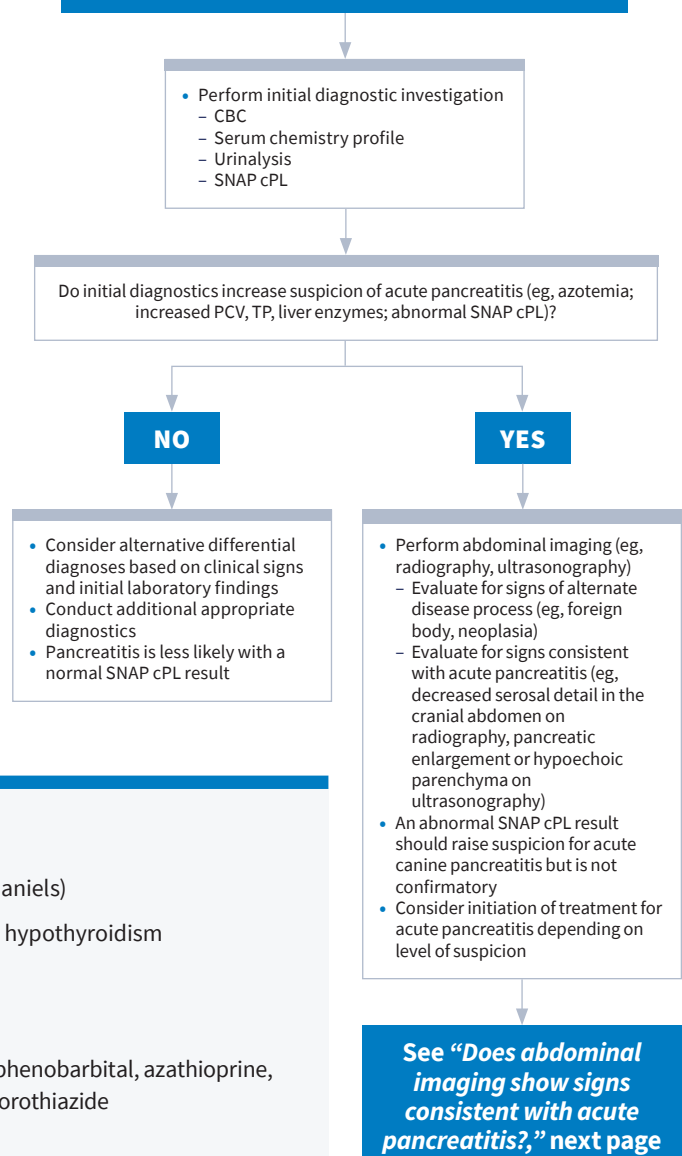 • Perform initial diagnostic investigation
– CBC
– Serum chemistry profile
– Urinalysis
– SNAP cPL
Do initial diagnostics increase suspicion of acute pancreatitis (eg, azotemia;
increased PCV, TP, liver enzymes; abnormal SNAP cPL)?
NO
YES
• Consider alternative differential
diagnoses based on clinical signs
and initial laboratory findings
• Conduct additional appropriate
diagnostics
• Pancreatitis is less likely with a
normal SNAP cPL result
• Perform abdominal imaging (eg,
radiography, ultrasonography)
– Evaluate for signs of alternate
disease process (eg, foreign
body, neoplasia)
– Evaluate for signs consistent
with acute pancreatitis (eg,
decreased serosal detail in the
cranial abdomen on
radiography, pancreatic
enlargement or hypoechoic
parenchyma on
ultrasonography)
• An abnormal SNAP cPL result
should raise suspicion for acute
canine pancreatitis but is not
confirmatory
• Consider initiation of treatment for
acute pancreatitis depending on
level of suspicion
See “Does abdominal
imaging show signs
consistent with acute
pancreatitis?,” next page
aniels)
hypothyroidism
phenobarbital, azathioprine,
orothiazide